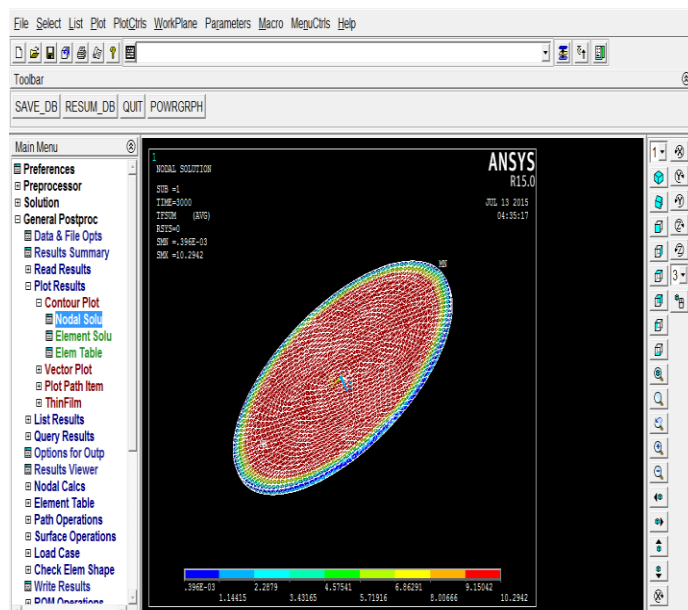 File Select List Plot PlotCtrls WorkPlane Parameters Macro MenuCtrls Help
Toolbar
SAVE_DB RESUM_DB QUIT POWRGRPH
Main Menu
Preferences
Preprocessor
Solution
General Postproc
Data & File Opts
Results Summary
Read Results
Plot Results
Contour Plot
Nodal Solu
Element Solu
Elem Table
Vector Plot
Plot Path Item
ThinFilm
List Results
Query Results
Options for Outp
Results Viewer
Nodal Calcs
Element Table
Path Operations
Surface Operations
Load Case
Check Elem Shape
Write Results
ROM Operations
1
NODAL SOLUTION
SUB =1
TIME=3000
TFSUM (AVG)
RSYS=0
SMN =.396E-03
SMX =10.2942
ANSYS
R15.0
JUL 13 2015
04:35:17
MN
.396E-03 2.2879 4.57541 6.86291 9.15042
1.14415 3.43165 5.71916 8.00666 10.2942
1
3